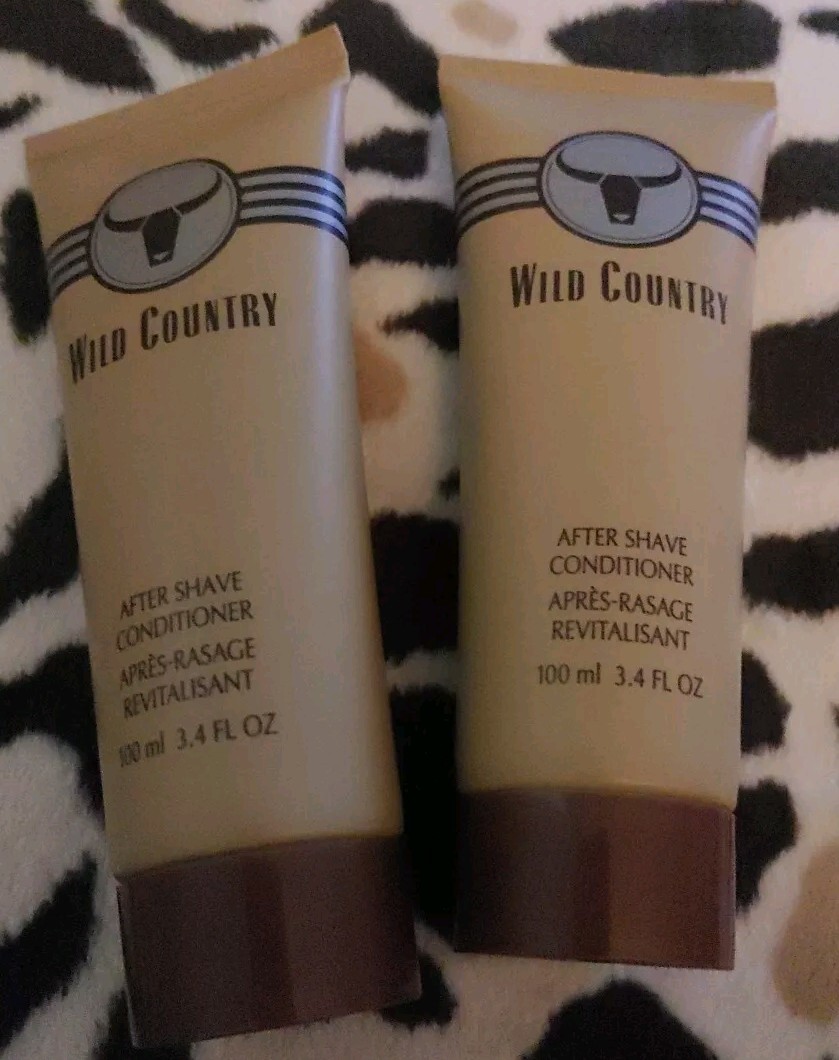 WILD COUNTRY
AFTER SHAVE
CONDITIONER
APRÈS-RASAGE
REVITALISANT
100 ml 3.4 FL OZ
WILD COUNTRY
AFTER SHAVE
CONDITIONER
APRÈS-RASAGE
REVITALISANT
100 ml 3.4 FL OZ